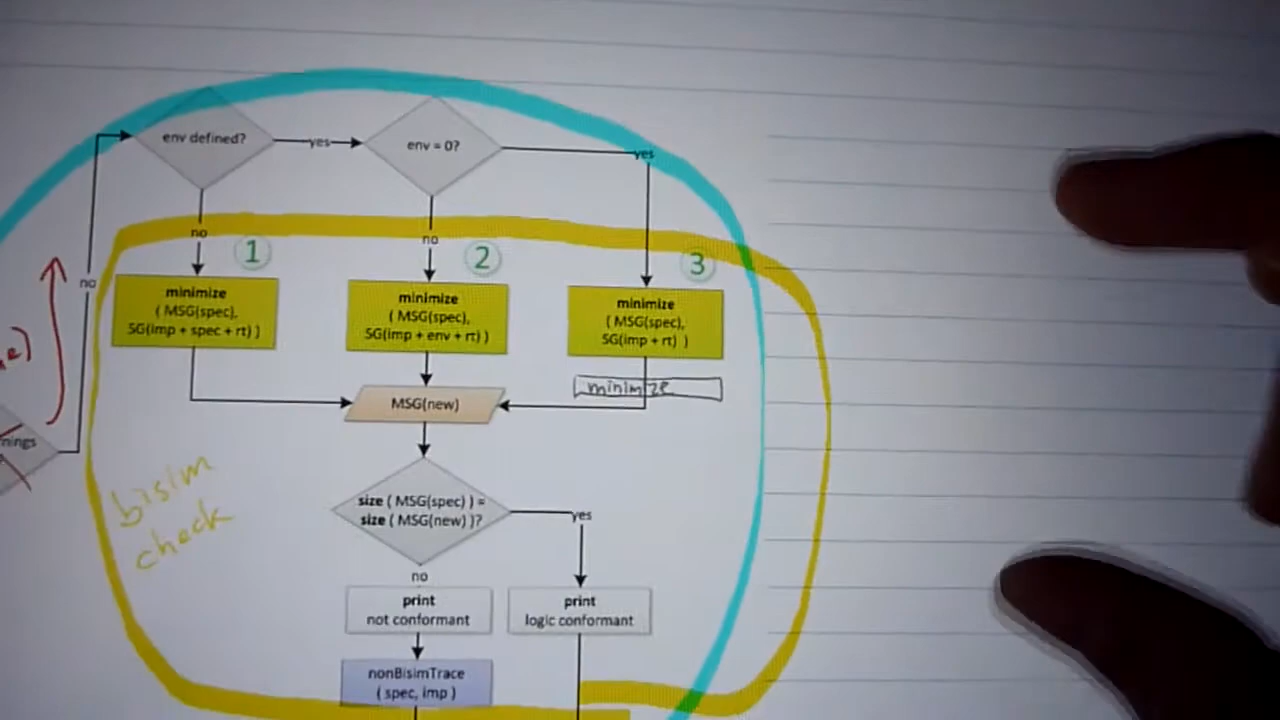 env defined?
yes
env = 0?
yes
no
no
no
1
2
3
minimize
( MSG(spec),
SG(imp + spec + rt) )
minimize
( MSG(spec),
SG(imp + env + rt) )
minimize
( MSG(spec),
SG(imp + rt) )
minimize
MSG(new)
nings
bisim
check
size ( MSG(spec) ) =
size ( MSG(new) )?
yes
no
print
not conformant
print
logic conformant
nonBisimTrace
( spec, imp )